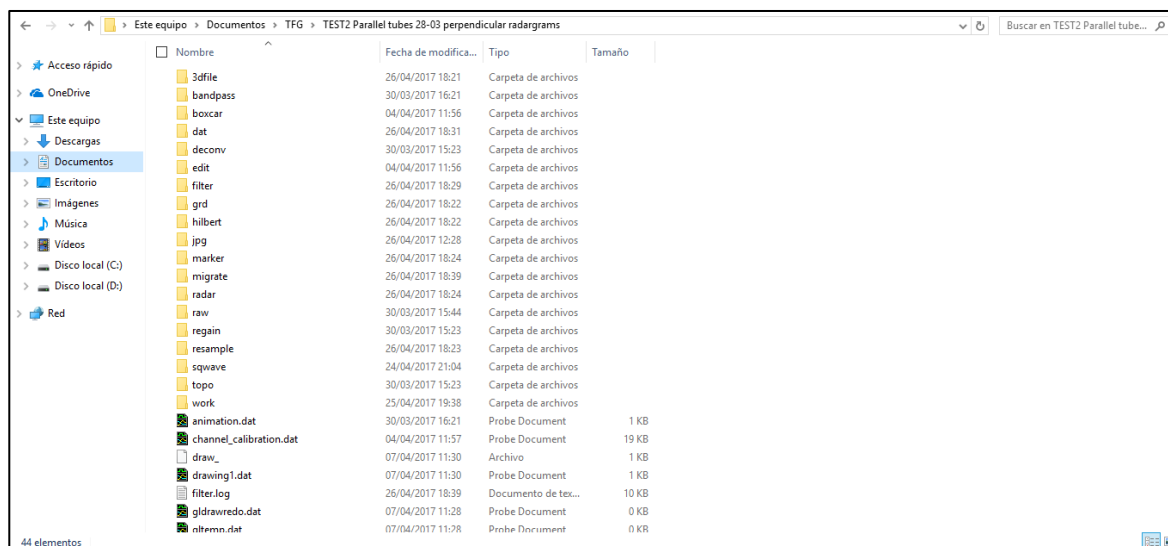 Este equipo > Documentos > TFG > TEST2 Parallel tubes 28-03 perpendicular radargrams Buscar en TEST2 Parallel tube...
Nombre Fecha de modifica... Tipo Tamaño
Acceso rápido
OneDrive
Este equipo
Descargas
Documentos
Escritorio
Imágenes
Música
Vídeos
Disco local (C:)
Disco local (D:)
Red
3dfile 26/04/2017 18:21 Carpeta de archivos
bandpass 30/03/2017 16:21 Carpeta de archivos
boxcar 04/04/2017 11:56 Carpeta de archivos
dat 26/04/2017 18:31 Carpeta de archivos
deconv 30/03/2017 15:23 Carpeta de archivos
edit 04/04/2017 11:56 Carpeta de archivos
filter 26/04/2017 18:29 Carpeta de archivos
grd 26/04/2017 18:22 Carpeta de archivos
hilbert 26/04/2017 18:22 Carpeta de archivos
jpg 26/04/2017 12:28 Carpeta de archivos
marker 26/04/2017 18:24 Carpeta de archivos
migrate 26/04/2017 18:39 Carpeta de archivos
radar 26/04/2017 18:24 Carpeta de archivos
raw 30/03/2017 15:44 Carpeta de archivos
regain 30/03/2017 15:23 Carpeta de archivos
resample 26/04/2017 18:23 Carpeta de archivos
sqwave 24/04/2017 21:04 Carpeta de archivos
topo 30/03/2017 15:23 Carpeta de archivos
work 25/04/2017 19:38 Carpeta de archivos
animation.dat 30/03/2017 16:21 Probe Document 1 KB
channel_calibration.dat 04/04/2017 11:57 Probe Document 19 KB
draw_ 07/04/2017 11:30 Archivo 1 KB
drawing1.dat 07/04/2017 11:30 Probe Document 1 KB
filter.log 26/04/2017 18:39 Documento de tex... 10 KB
gldrawredo.dat 07/04/2017 11:28 Probe Document 0 KB
gltemp.dat 07/04/2017 11:28 Probe Document 0 KB
44 elementos